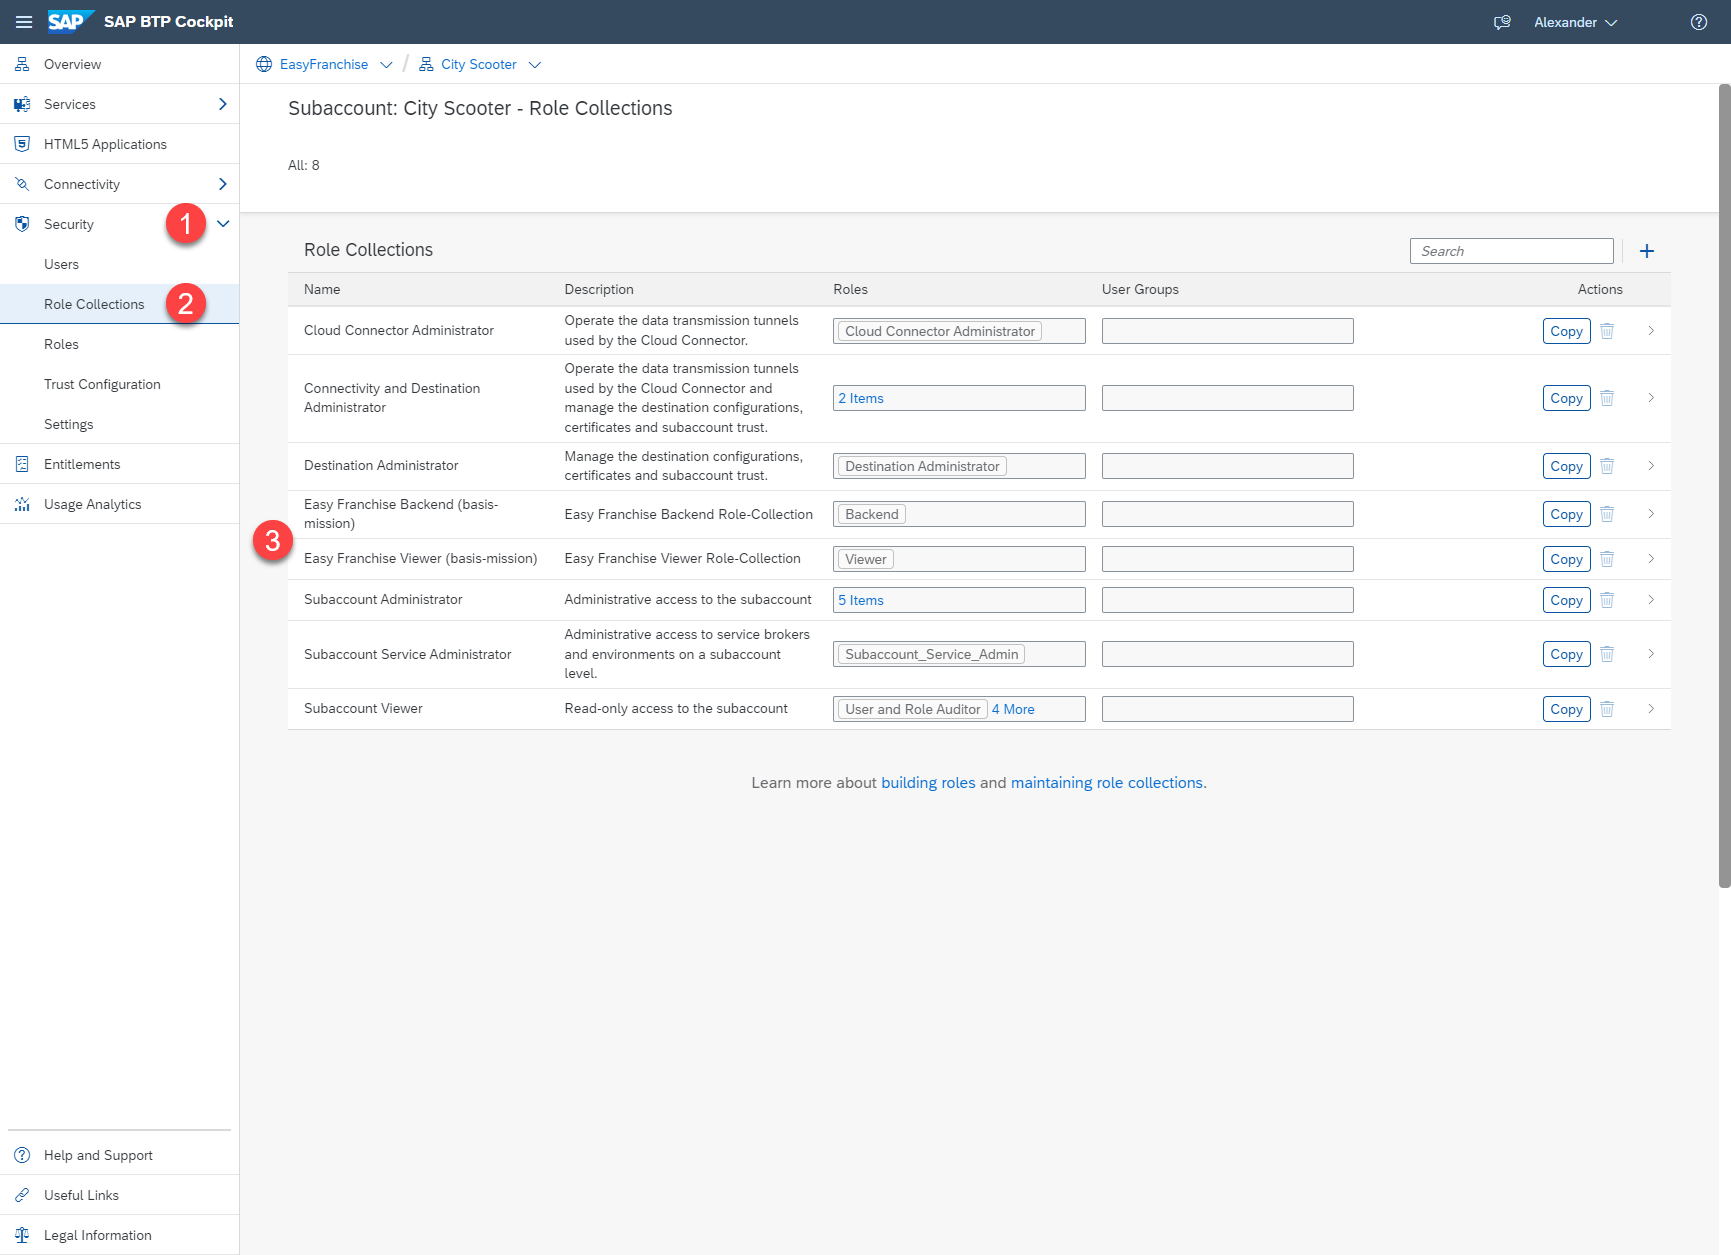 SAP SAP BTP Cockpit
Alexander
Overview
Services
HTML5 Applications
Connectivity
Security 1
Users
Role Collections 2
Roles
Trust Configuration
Settings
Entitlements
Usage Analytics
Help and Support
Useful Links
Legal Information
EasyFranchise / City Scooter
Subaccount: City Scooter - Role Collections
All: 8
Role Collections
Search
Name Description Roles User Groups Actions
Cloud Connector Administrator
Operate the data transmission tunnels
used by the Cloud Connector.
Cloud Connector Administrator
Copy
Connectivity and Destination
Administrator
Operate the data transmission tunnels
used by the Cloud Connector and
manage the destination configurations,
certificates and subaccount trust.
2 Items
Copy
Destination Administrator
Manage the destination configurations,
certificates and subaccount trust.
Destination Administrator
Copy
Easy Franchise Backend (basis-
mission)
Easy Franchise Backend Role-Collection
Backend
Copy
3
Easy Franchise Viewer (basis-mission)
Easy Franchise Viewer Role-Collection
Viewer
Copy
Subaccount Administrator
Administrative access to the subaccount
5 Items
Copy
Subaccount Service Administrator
Administrative access to service brokers
and environments on a subaccount
level.
Subaccount_Service_Admin
Copy
Subaccount Viewer
Read-only access to the subaccount
User and Role Auditor 4 More
Copy
Learn more about building roles and maintaining role collections.